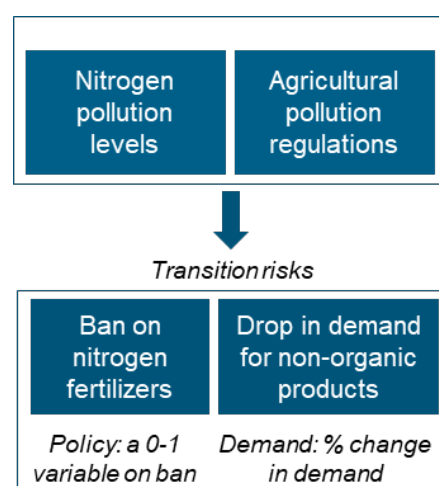 Nitrogen
pollution
levels
Agricultural
pollution
regulations
Transition risks
Ban on
nitrogen
fertilizers
Drop in demand
for non-organic
products
Policy: a 0-1
variable on ban
Demand: % change
in demand